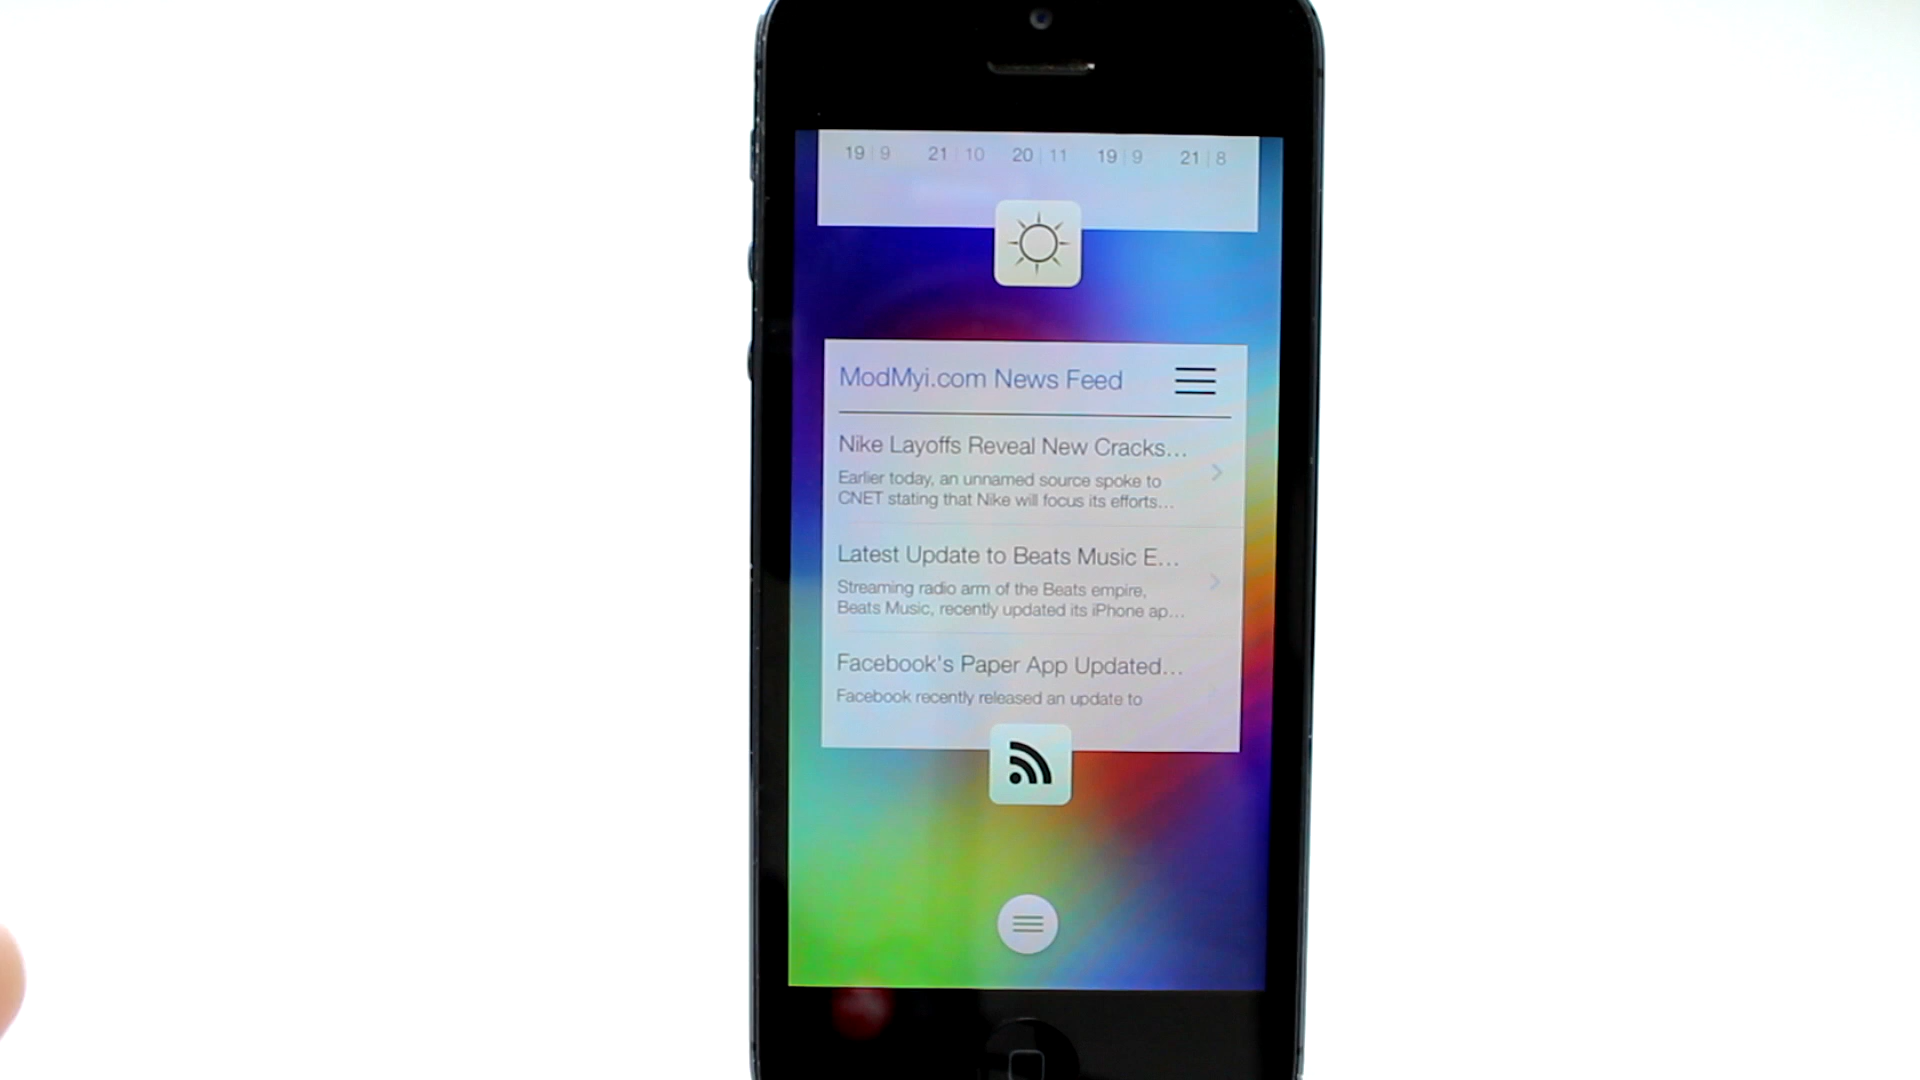 19 | 9 21 | 10 20 | 11 19 | 9 21 | 8
ModMyi.com News Feed
Nike Layoffs Reveal New Cracks...
Earlier today, an unnamed source spoke to
CNET stating that Nike will focus its efforts...
Latest Update to Beats Music E...
Streaming radio arm of the Beats empire,
Beats Music, recently updated its iPhone ap...
Facebook's Paper App Updated...
Facebook recently released an update to